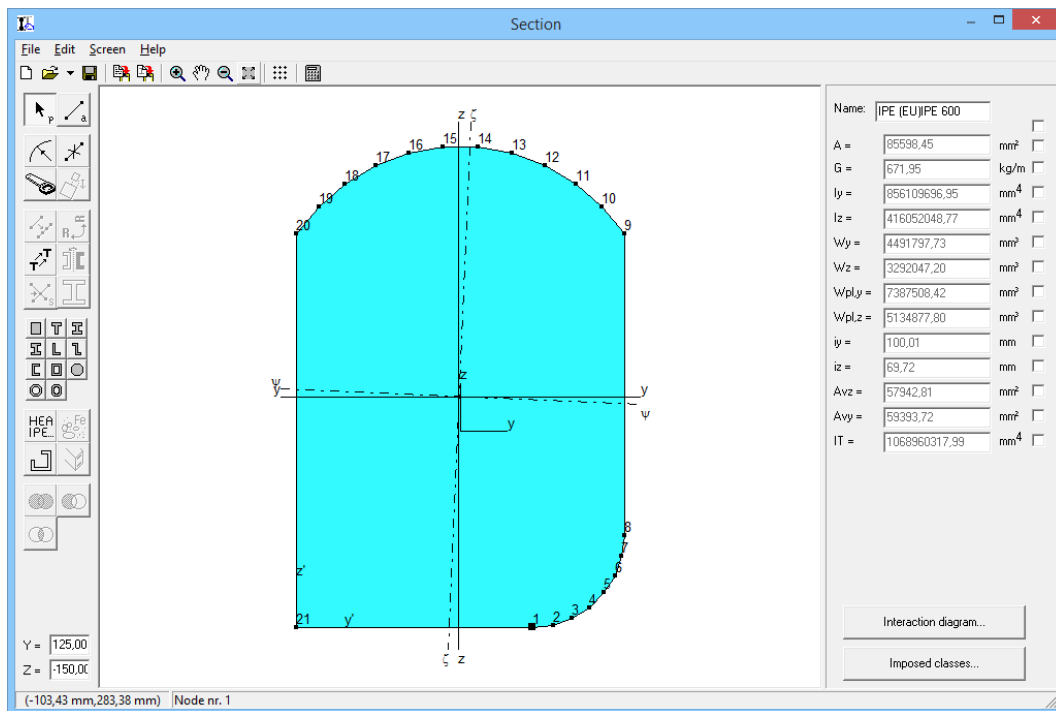 Section
File Edit Screen Help
Name: IPE (EU)IPE 600
A = 85598,45 mm²
G = 671,95 kg/m
Iy = 856109696,95 mm4
Iz = 416052048,77 mm4
Wy = 4491797,73 mm³
Wz = 3292047,20 mm³
Wpl,y = 7387508,42 mm³
Wpl,z = 5134877,80 mm³
iy = 100,01 mm
iz = 69,72 mm
Avz = 57942,81 mm²
Avy = 59393,72 mm²
IT = 1068960317,99 mm4
Interaction diagram...
Imposed classes...
z ζ
15 14
16 13
17 12
18 11
19 10
20 9
ψ
y y
z
ψ
y
8
7
z' 6
5
4
21 y' 1 2 3
ζ z
p a
R
T T
s
HEA
IPE...
Fe
Y = 125,00
Z = -150,00
(-103,43 mm,283,38 mm) Node nr. 1